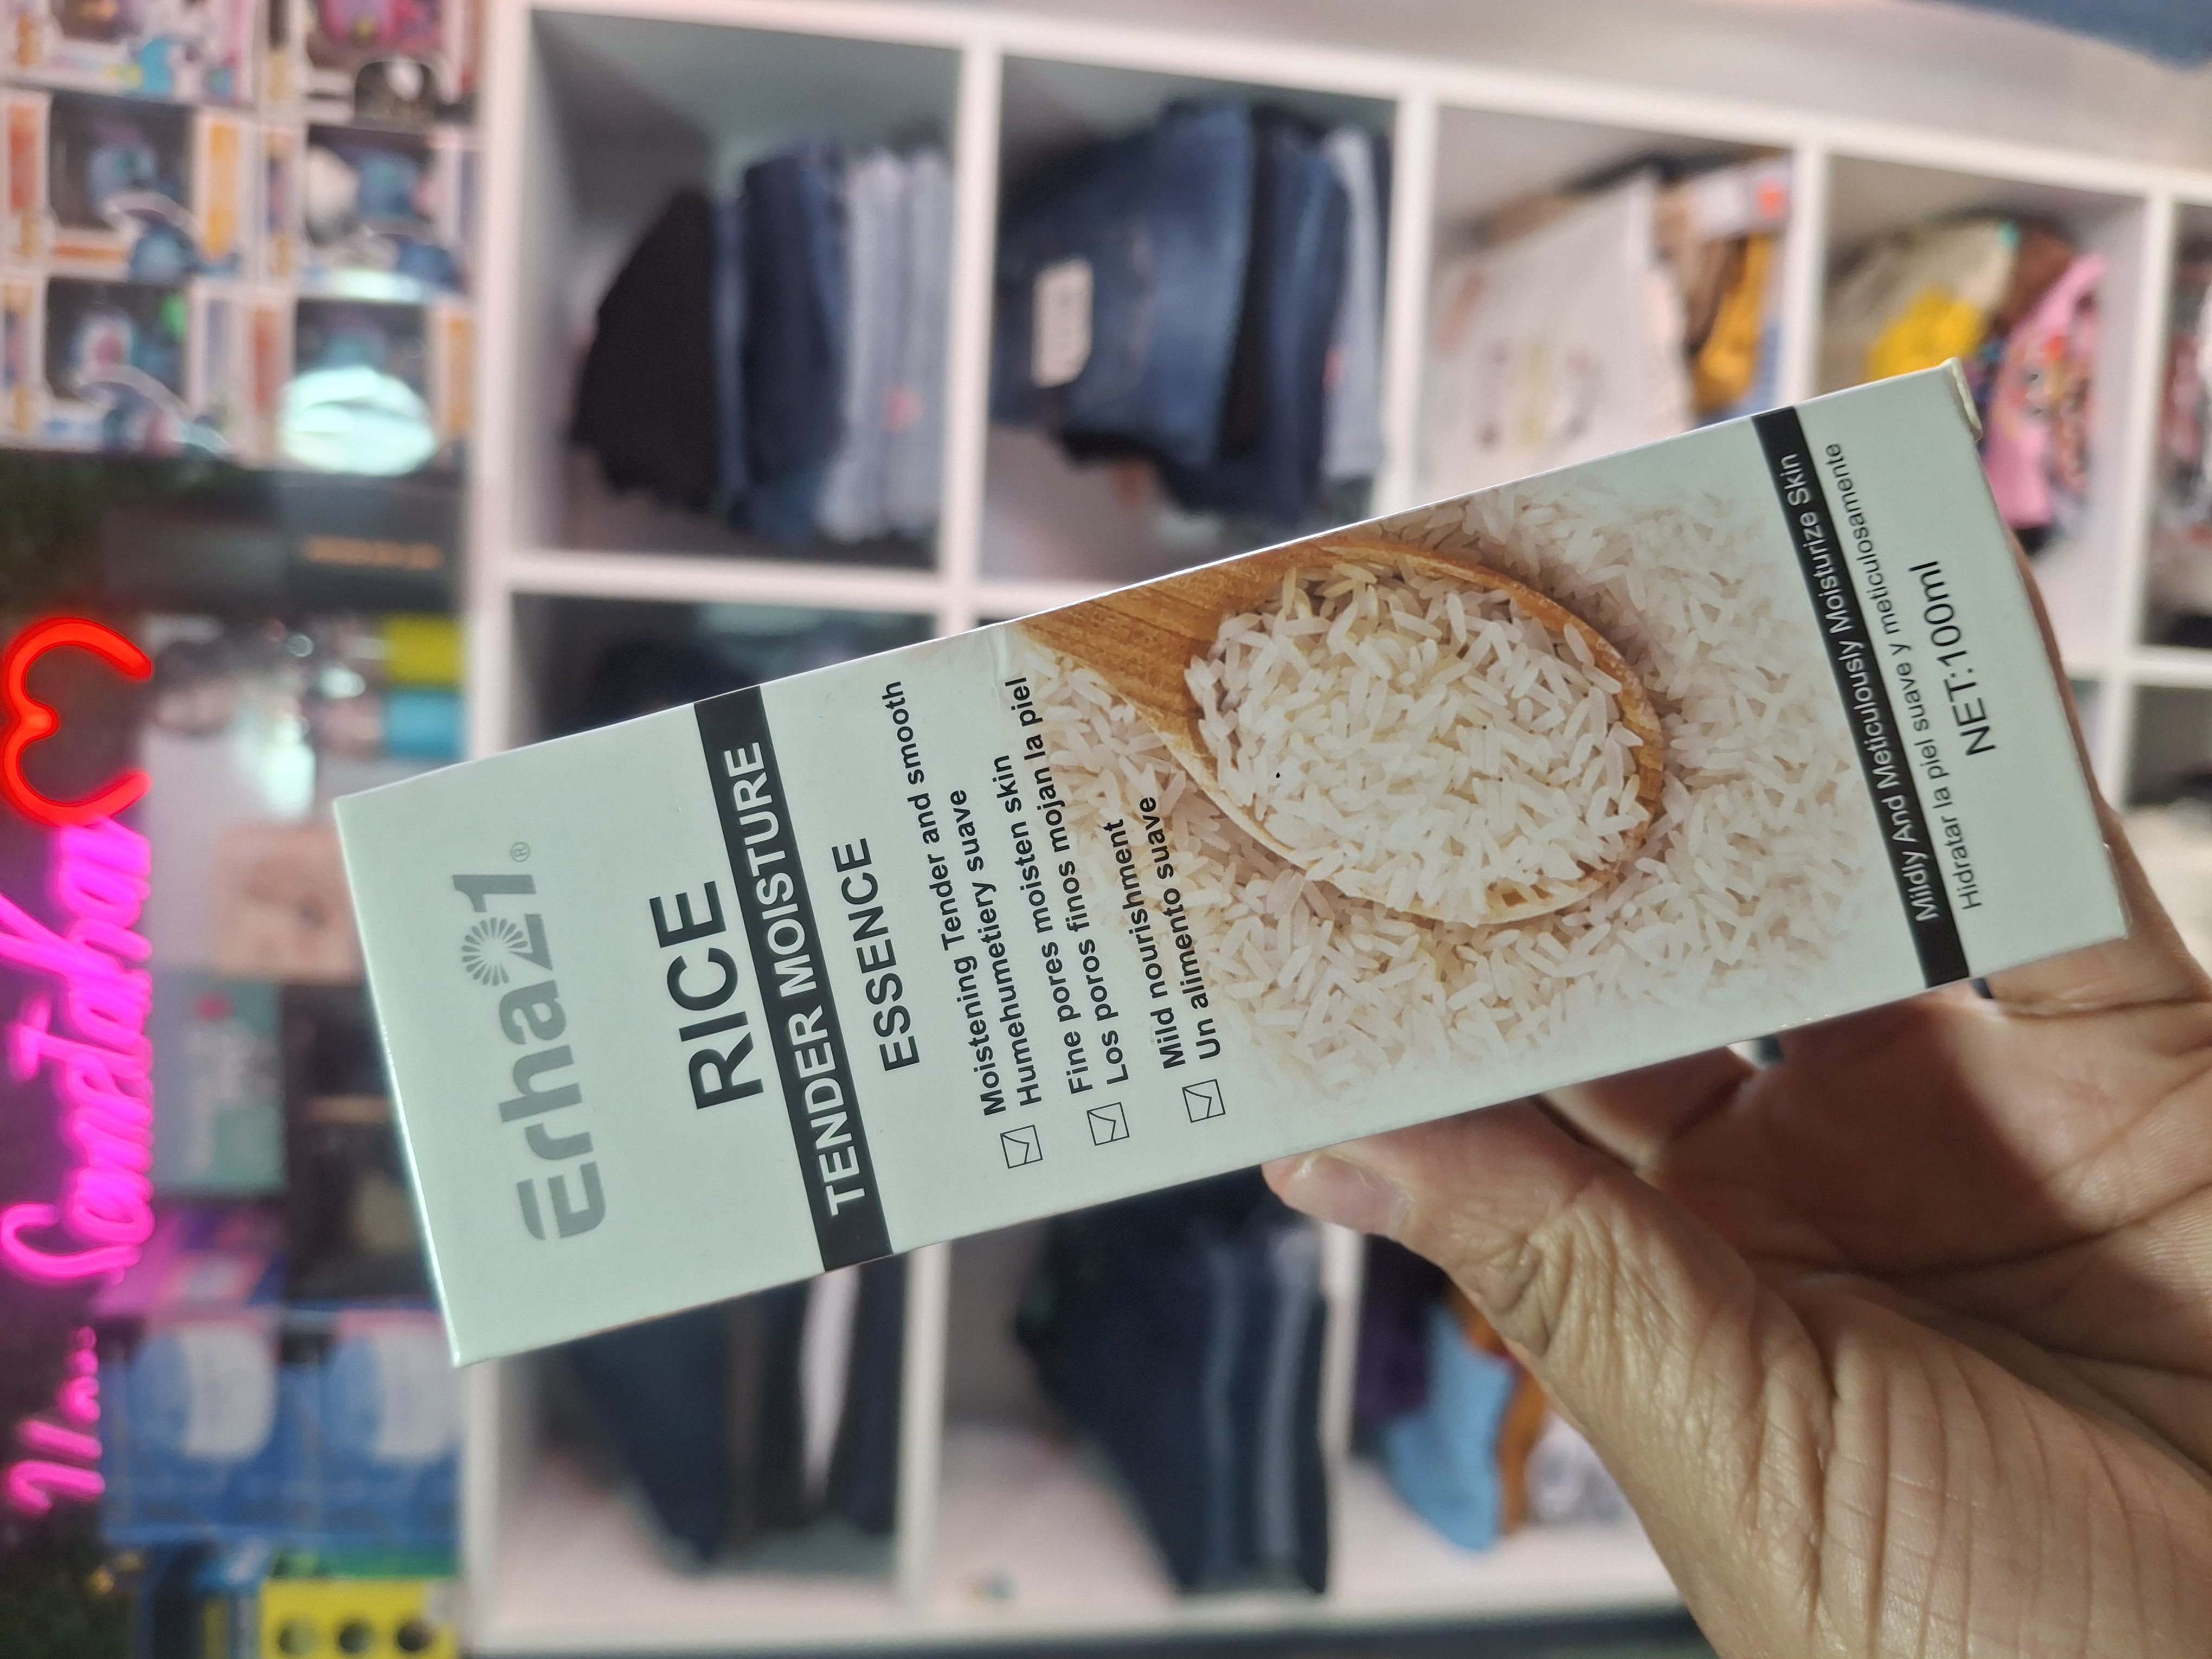 Erha21®
RICE
TENDER MOISTURE
ESSENCE
Moistening Tender and smooth
Humehumetiery suave
Fine pores moisten skin
Los poros finos mojan la piel
Mild nourishment
Un alimento suave
Mildly And Meticulously Moisturize Skin
Hidratar la piel suave y meticulosamente
NET:100ml